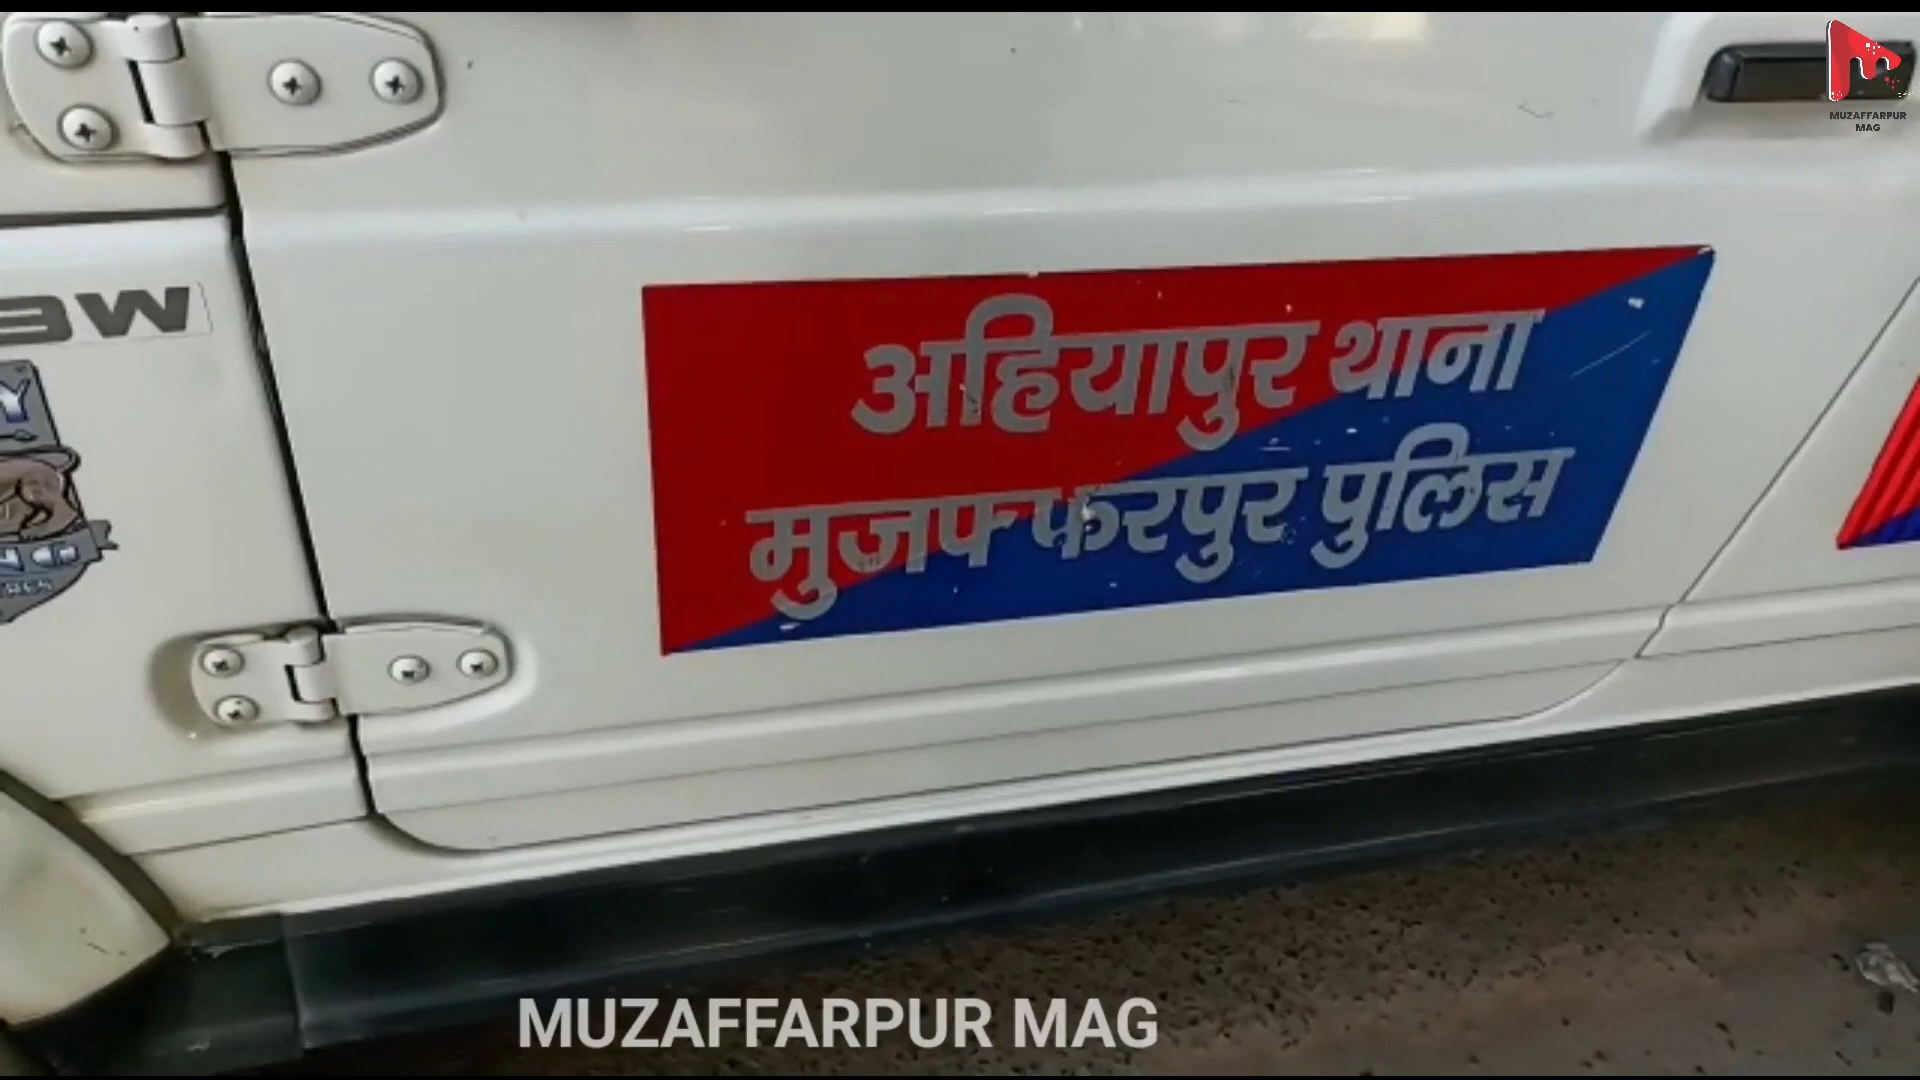 MUZAFFARPUR
MAG
अहियापुर थाना
मुजफ्फरपुर पुलिस
MUZAFFARPUR MAG